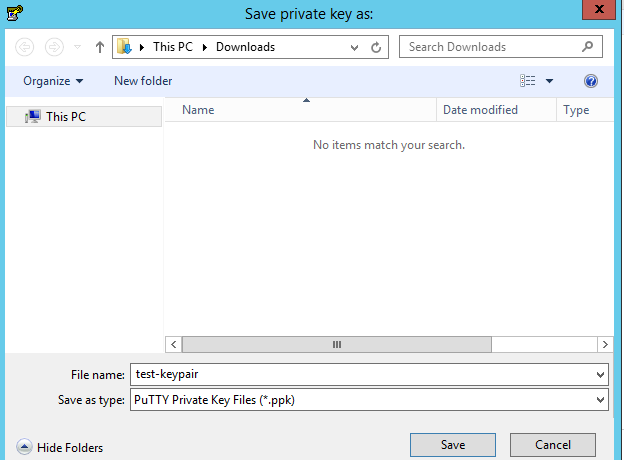 Save private key as:
This PC Downloads Search Downloads
Organize New folder
This PC
Name Date modified Type
No items match your search.
File name: test-keypair
Save as type: PuTTY Private Key Files (*.ppk)
Hide Folders Save Cancel